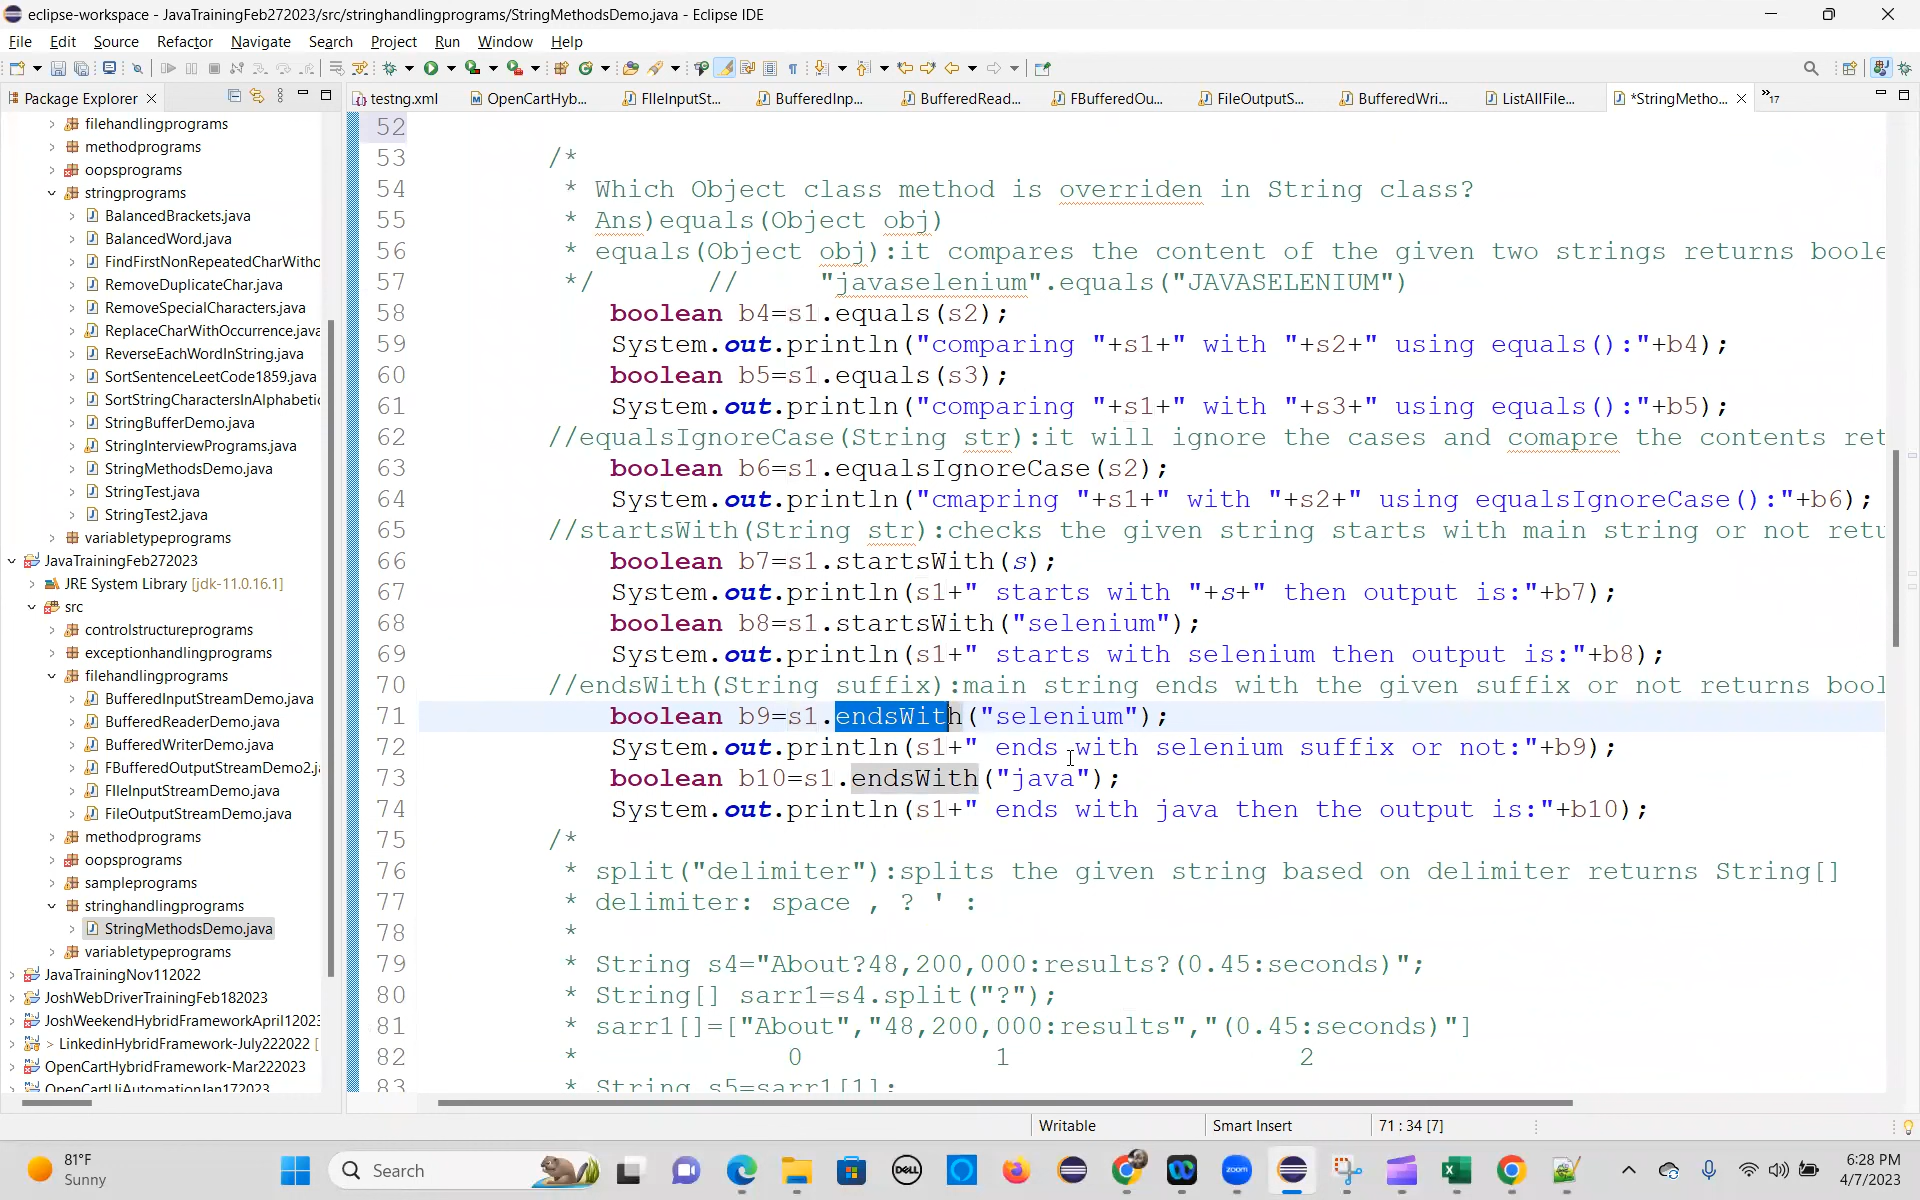 eclipse-workspace - JavaTrainingFeb272023/src/stringhandlingprograms/StringMethodsDemo.java - Eclipse IDE
File Edit Source Refactor Navigate Search Project Run Window Help
Package Explorer
testng.xml OpenCartHyb... FIleInputSt... BufferedInp... BufferedRead... FBufferedOu... FileOutputS... BufferedWri... ListAllFile... *StringMetho... »17
filehandlingprograms
methodprograms
oopsprograms
stringprograms
BalancedBrackets.java
BalancedWord.java
FindFirstNonRepeatedCharWitho
RemoveDuplicateChar.java
RemoveSpecialCharacters.java
ReplaceCharWithOccurrence.java
ReverseEachWordInString.java
SortSentenceLeetCode1859.java
SortStringCharactersInAlphabetic
StringBufferDemo.java
StringInterviewPrograms.java
StringMethodsDemo.java
StringTest.java
StringTest2.java
variabletypeprograms
JavaTrainingFeb272023
JRE System Library [jdk-11.0.16.1]
src
controlstructureprograms
exceptionhandlingprograms
filehandlingprograms
BufferedInputStreamDemo.java
BufferedReaderDemo.java
BufferedWriterDemo.java
FBufferedOutputStreamDemo2.j
FIleInputStreamDemo.java
FileOutputStreamDemo.java
methodprograms
oopsprograms
sampleprograms
stringhandlingprograms
StringMethodsDemo.java
variabletypeprograms
JavaTrainingNov112022
JoshWebDriverTrainingFeb182023
JoshWeekendHybridFrameworkApril12023
> LinkedinHybridFramework-July222022 [
OpenCartHybridFramework-Mar222023
OpenCartUiAutomationJan172023
52
53 /*
54 * Which Object class method is overriden in String class?
55 * Ans)equals(Object obj)
56 * equals(Object obj):it compares the content of the given two strings returns boole
57 */ // "javaselenium".equals("JAVASELENIUM")
58 boolean b4=s1.equals(s2);
59 System.out.println("comparing "+s1+" with "+s2+" using equals():"+b4);
60 boolean b5=s1.equals(s3);
61 System.out.println("comparing "+s1+" with "+s3+" using equals():"+b5);
62 //equalsIgnoreCase(String str):it will ignore the cases and comapre the contents ret
63 boolean b6=s1.equalsIgnoreCase(s2);
64 System.out.println("cmapring "+s1+" with "+s2+" using equalsIgnoreCase():"+b6);
65 //startsWith(String str):checks the given string starts with main string or not retu
66 boolean b7=s1.startsWith(s);
67 System.out.println(s1+" starts with "+s+" then output is:"+b7);
68 boolean b8=s1.startsWith("selenium");
69 System.out.println(s1+" starts with selenium then output is:"+b8);
70 //endsWith(String suffix):main string ends with the given suffix or not returns bool
71 boolean b9=s1.endsWith("selenium");
72 System.out.println(s1+" ends with selenium suffix or not:"+b9);
73 boolean b10=s1.endsWith("java");
74 System.out.println(s1+" ends with java then the output is:"+b10);
75 /*
76 * split("delimiter"):splits the given string based on delimiter returns String[]
77 * delimiter: space , ? ' :
78 *
79 * String s4="About?48,200,000:results?(0.45:seconds)";
80 * String[] sarr1=s4.split("?");
81 * sarr1[]=["About","48,200,000:results","(0.45:seconds)"]
82 * 0 1 2
83 * String s5=sarr1[1];
Writable Smart Insert 71 : 34 [7]
81°F
Sunny
Search
DELL
zoom
6:28 PM
4/7/2023